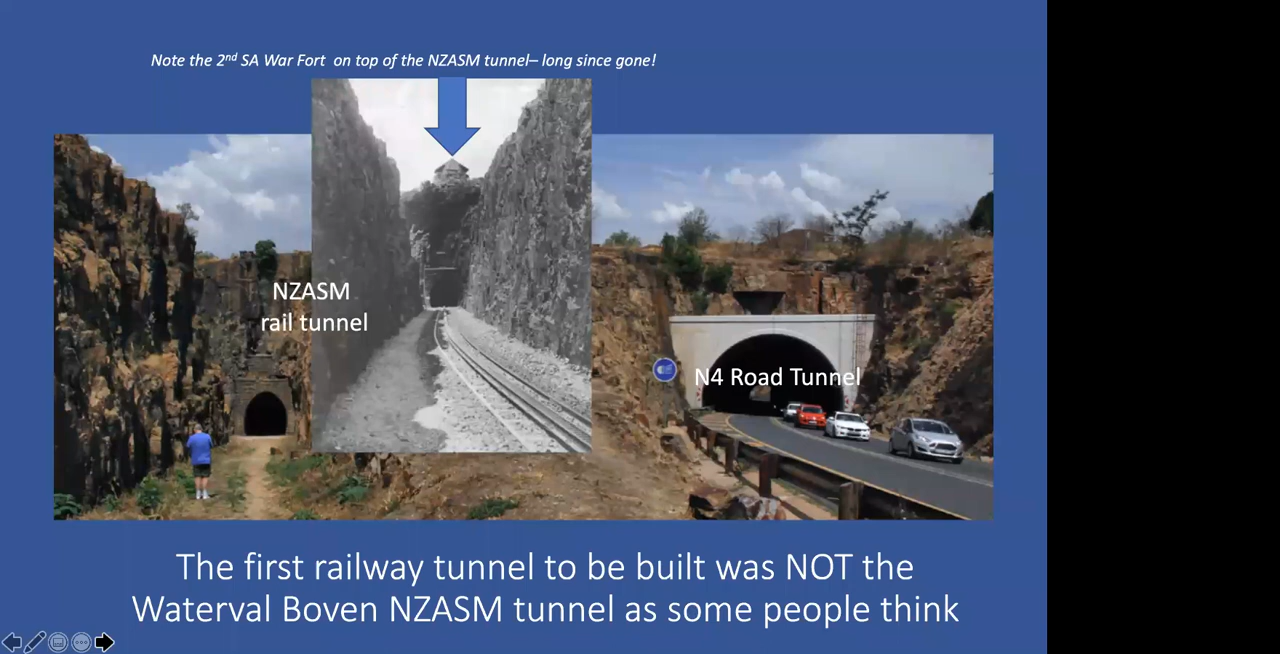 Note the 2nd SA War Fort on top of the NZASM tunnel– long since gone!
NZASM
rail tunnel
N4 Road Tunnel
The first railway tunnel to be built was NOT the
Waterval Boven NZASM tunnel as some people think